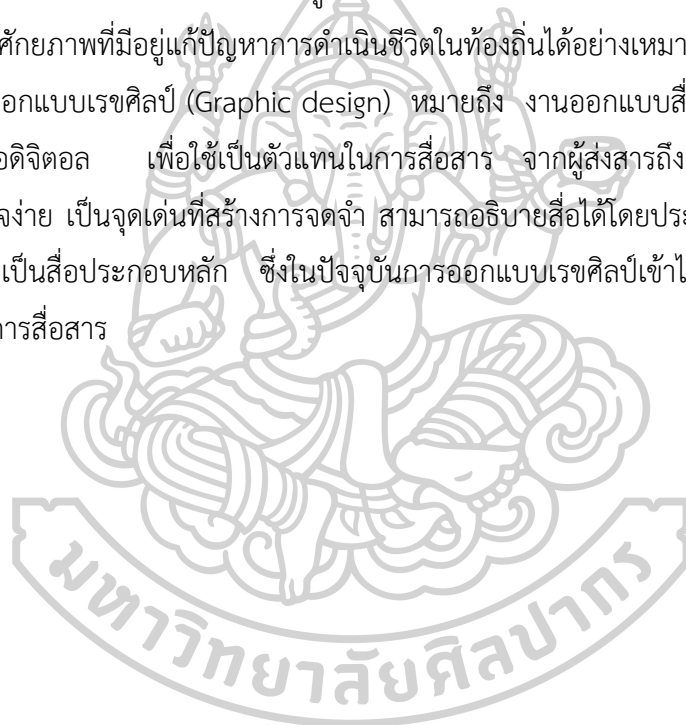 ศักยภาพที่มีอยู่แก้ปัญหาการดำเนินชีวิตในท้องถิ่นได้อย่างเหมา
อกแบบเรขศิลป์ (Graphic design) หมายถึง งานออกแบบสื่
อดิจิตอล เพื่อใช้เป็นตัวแทนในการสื่อสาร จากผู้ส่งสารถึง
จง่าย เป็นจุดเด่นที่สร้างการจดจำ สามารถอธิบายสื่อได้โดยประ
เป็นสื่อประกอบหลัก ซึ่งในปัจจุบันการออกแบบเรขศิลป์เข้าไ
การสื่อสาร
มหาวิทยาลัยศิลปากร